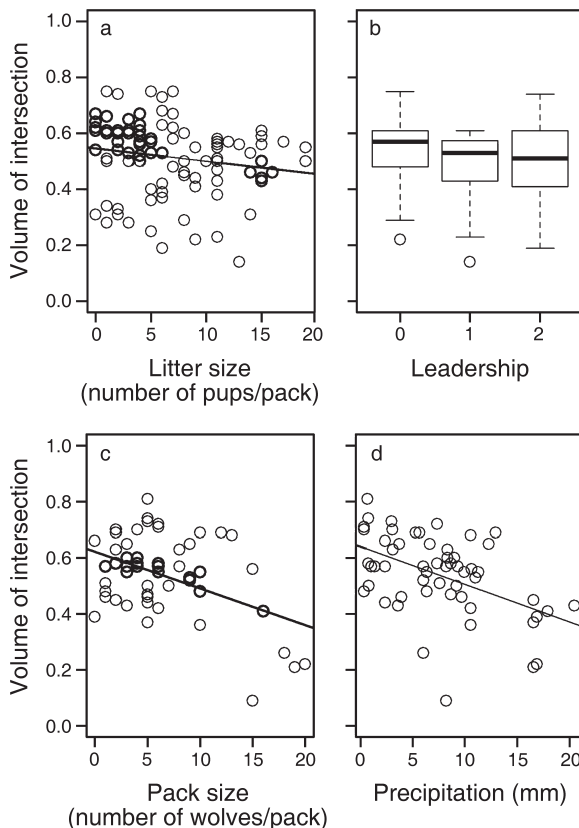 a
b
Volume of intersection
1.0
0.8
0.6
0.4
0.2
0.0
0 5 10 15 20
0 1 2
Litter size
(number of pups/pack)
Leadership
c
d
Volume of intersection
1.0
0.8
0.6
0.4
0.2
0.0
0 5 10 15 20
0 5 10 15 20
Pack size
(number of wolves/pack)
Precipitation (mm)